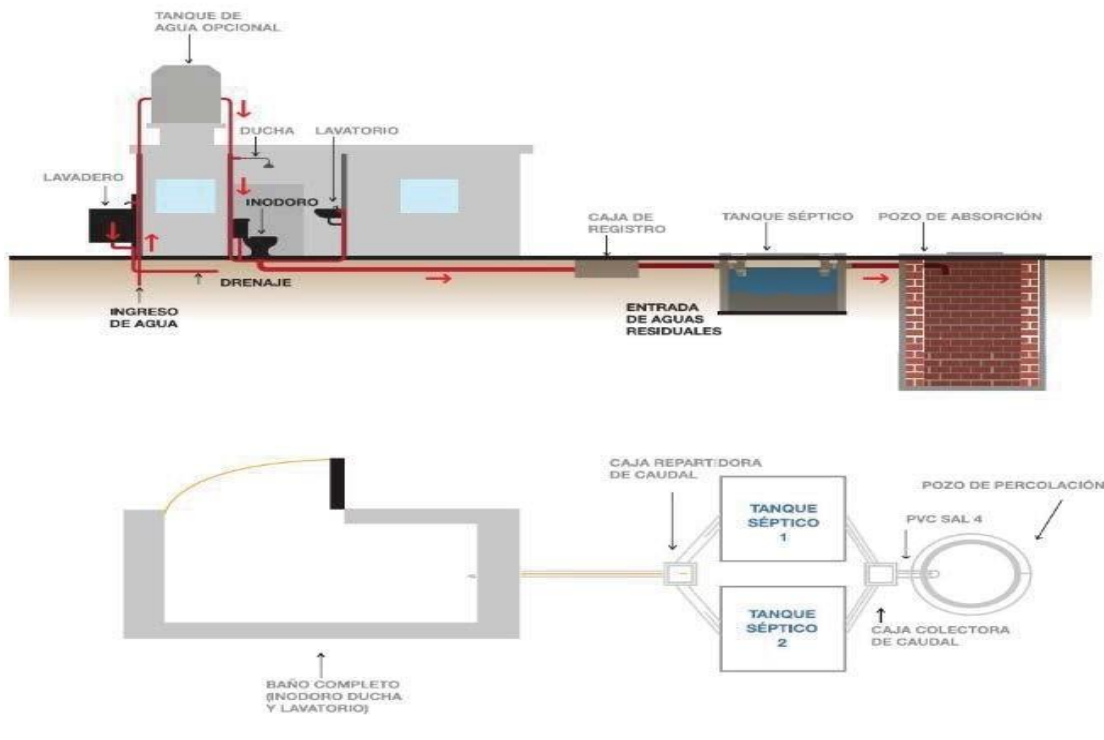 TANQUE DE
AGUA OPCIONAL
DUCHA
LAVATORIO
LAVADERO
INODORO
CAJA DE
REGISTRO
TANQUE SÉPTICO
POZO DE ABSORCIÓN
DRENAJE
INGRESO
DE AGUA
ENTRADA
DE AGUAS
RESIDUALES
CAJA REPARTIDORA
DE CAUDAL
POZO DE PERCOLACIÓN
TANQUE
SÉPTICO
1
PVC SAL 4
TANQUE
SÉPTICO
2
CAJA COLECTORA
DE CAUDAL
BAÑO COMPLETO
(INODORO DUCHA
Y LAVATORIO)